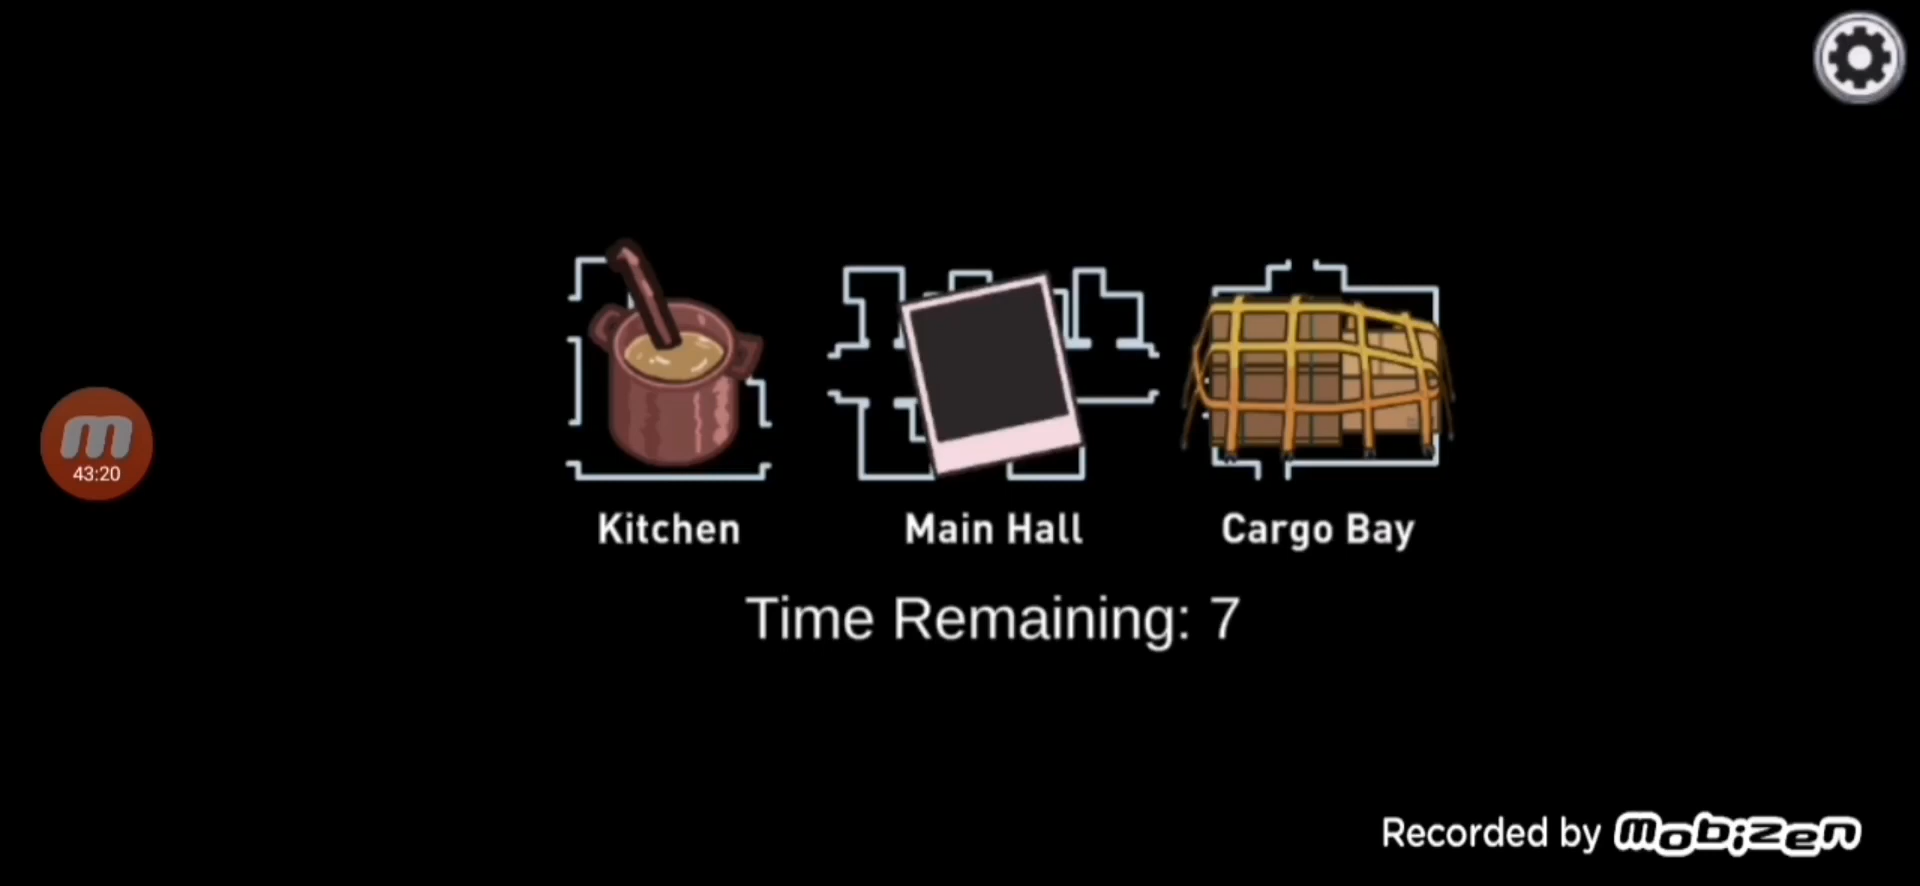 43:20
Kitchen
Main Hall
Cargo Bay
Time Remaining: 7
Recorded by mobizen